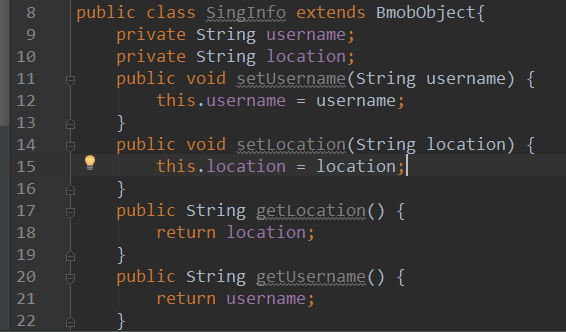 8 public class SingInfo extends BmobObject{
9 private String username;
10 private String location;
11 public void setUsername(String username) {
12 this.username = username;
13 }
14 public void setLocation(String location) {
15 this.location = location;
16 }
17 public String getLocation() {
18 return location;
19 }
20 public String getUsername() {
21 return username;
22 }